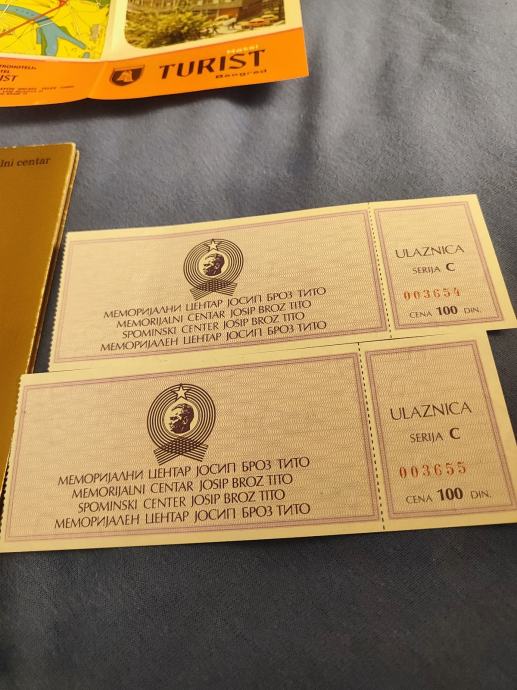 Hotel
TURIST
Beograd
IST
lni centar
МЕМОРИЈАЛНИ ЦЕНТАР ЈОСИП БРОЗ ТИТО
MEMORIJALNI CENTAR JOSIP BROZ TITO
SPOMINSKI CENTER JOSIP BROZ TITO
МЕМОРИЈАЛЕН ЦЕНТАР ЈОСИП БРОЗ ТИТО
ULAZNICA
SERIJA C
003654
CENA 100 DIN.
МЕМОРИЈАЛНИ ЦЕНТАР ЈОСИП БРОЗ ТИТО
MEMORIJALNI CENTAR JOSIP BROZ TITO
SPOMINSKI CENTER JOSIP BROZ TITO
МЕМОРИЈАЛЕН ЦЕНТАР ЈОСИП БРОЗ ТИТО
ULAZNICA
SERIJA C
003655
CENA 100 DIN.